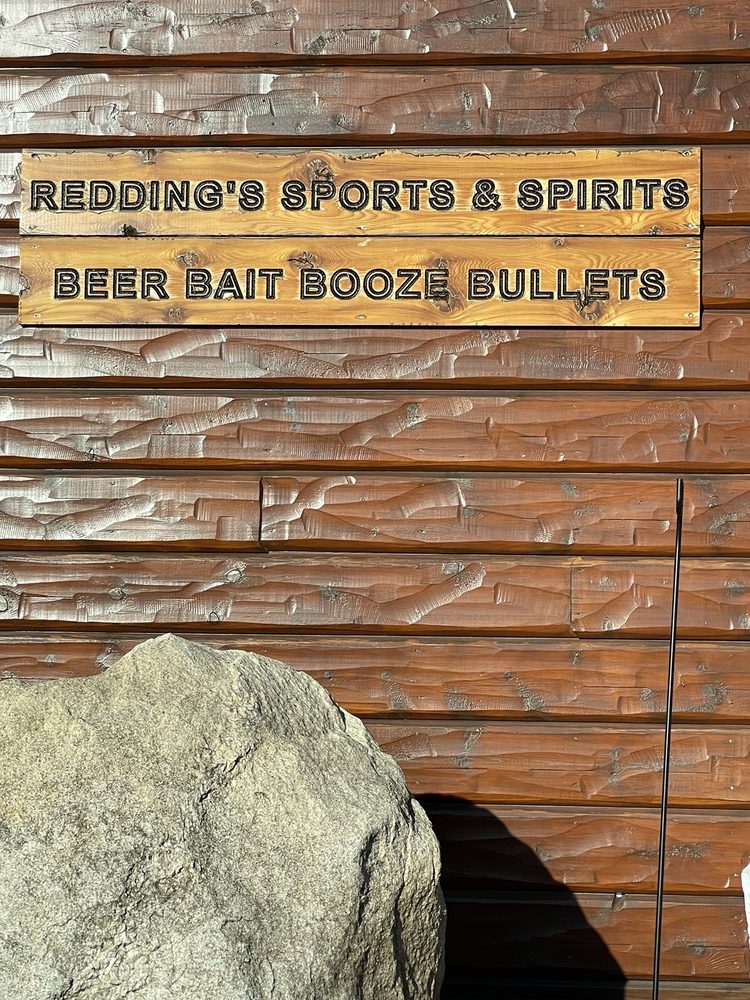 REDDING'S SPORTS & SPIRITS
BEER BAIT BOOZE BULLETS